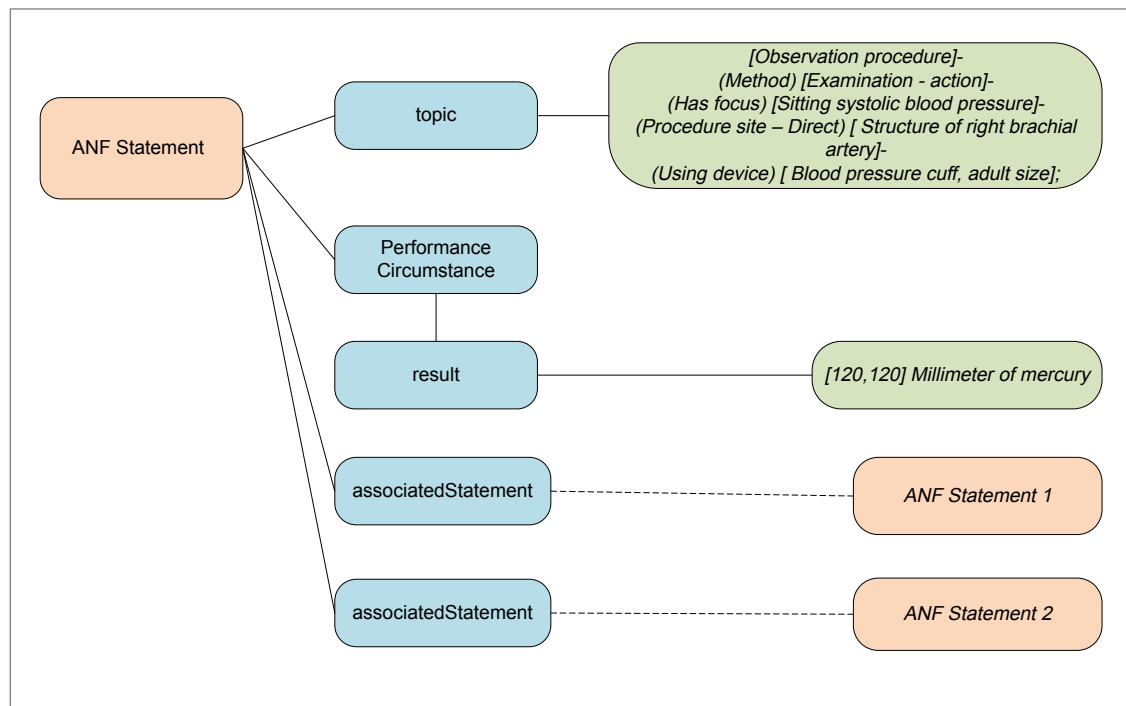 ANF Statement
topic
[Observation procedure]-
(Method) [Examination - action]-
(Has focus) [Sitting systolic blood pressure]-
(Procedure site – Direct) [ Structure of right brachial
artery]-
(Using device) [ Blood pressure cuff, adult size];
Performance
Circumstance
result
[120,120] Millimeter of mercury
associatedStatement
ANF Statement 1
associatedStatement
ANF Statement 2